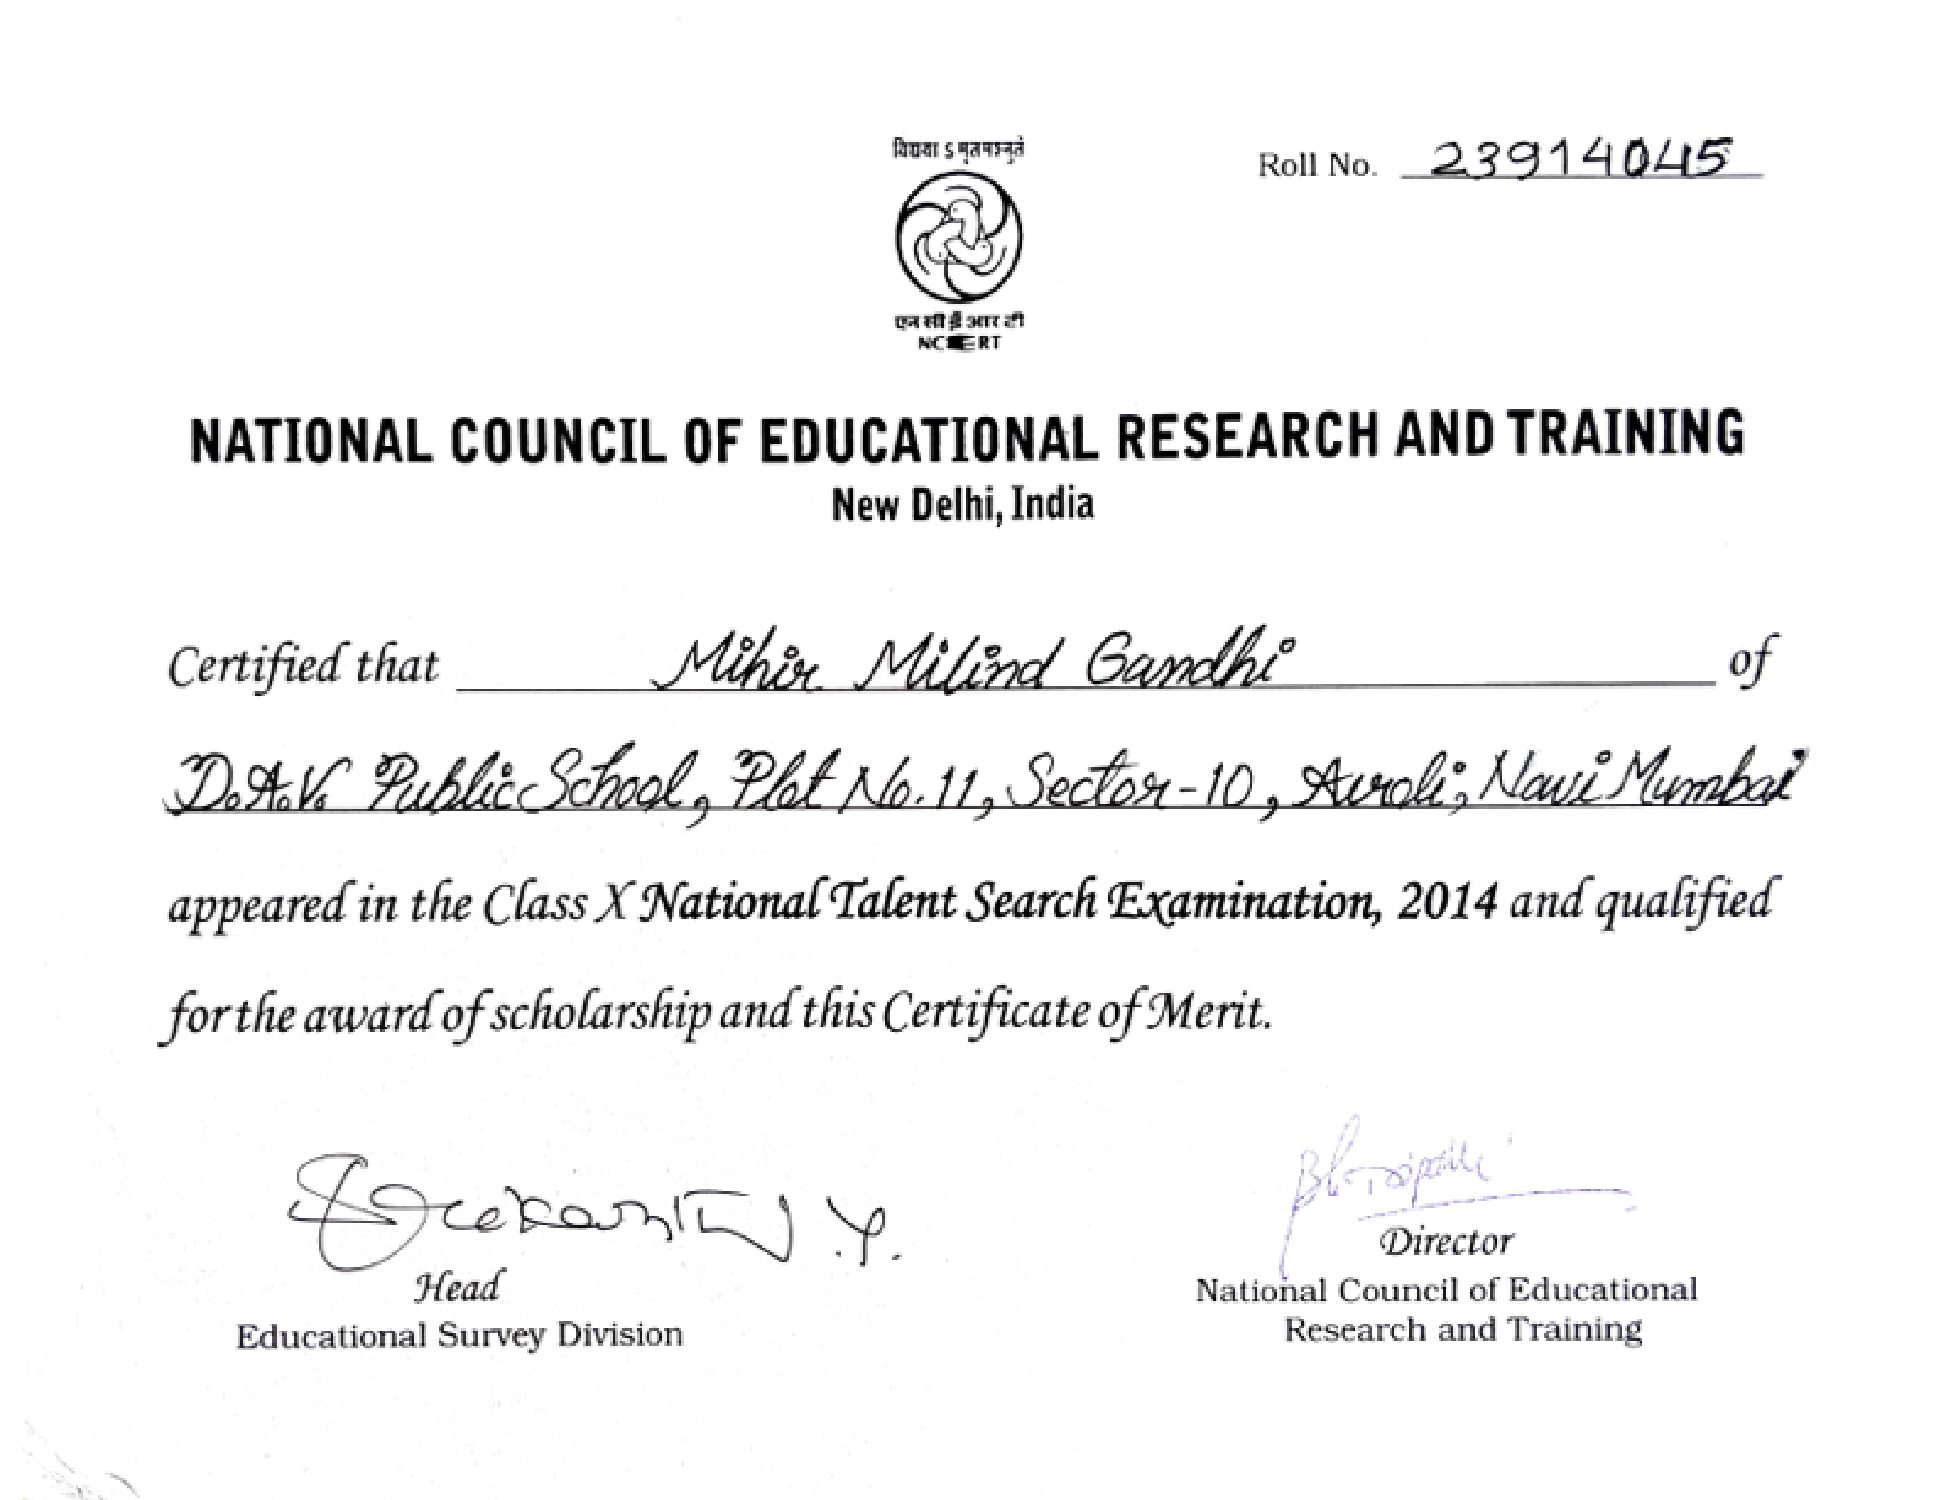 विद्यया ऽ मृतमश्नुते
Roll No. 23914045
एन सी ई आर टी
NCERT
NATIONAL COUNCIL OF EDUCATIONAL RESEARCH AND TRAINING
New Delhi, India
Certified that Mihir Milind Gandhi of
D.A.V. Public School, Plot No. 11, Sector-10, Airoli, Navi Mumbai
appeared in the Class X National Talent Search Examination, 2014 and qualified
for the award of scholarship and this Certificate of Merit.
Head
Educational Survey Division
Director
National Council of Educational
Research and Training